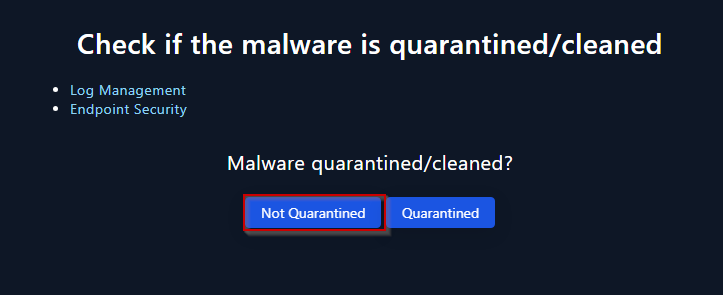 Check if the malware is quarantined/cleaned
Log Management
Endpoint Security
Malware quarantined/cleaned?
Not Quarantined
Quarantined